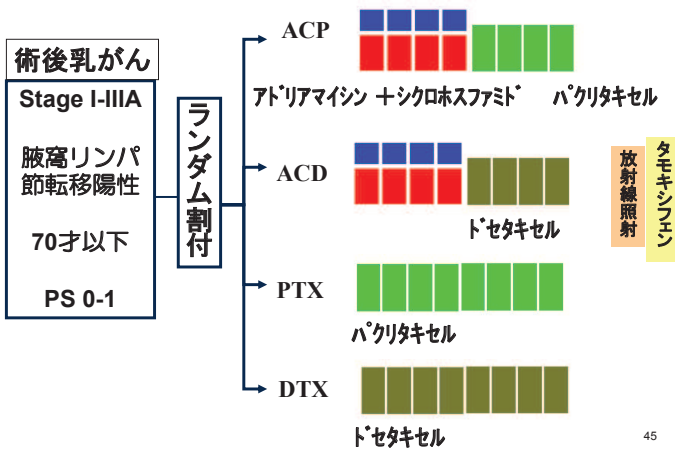 術後乳がん
Stage I-IIIA
腋窩リンパ
節転移陽性
70才以下
PS 0-1
ランダム割付
ACP
アドリアマイシン +シクロホスファミド パクリタキセル
ACD
ドセタキセル
PTX
パクリタキセル
DTX
ドセタキセル
放射線照射
タモキシフェン
45